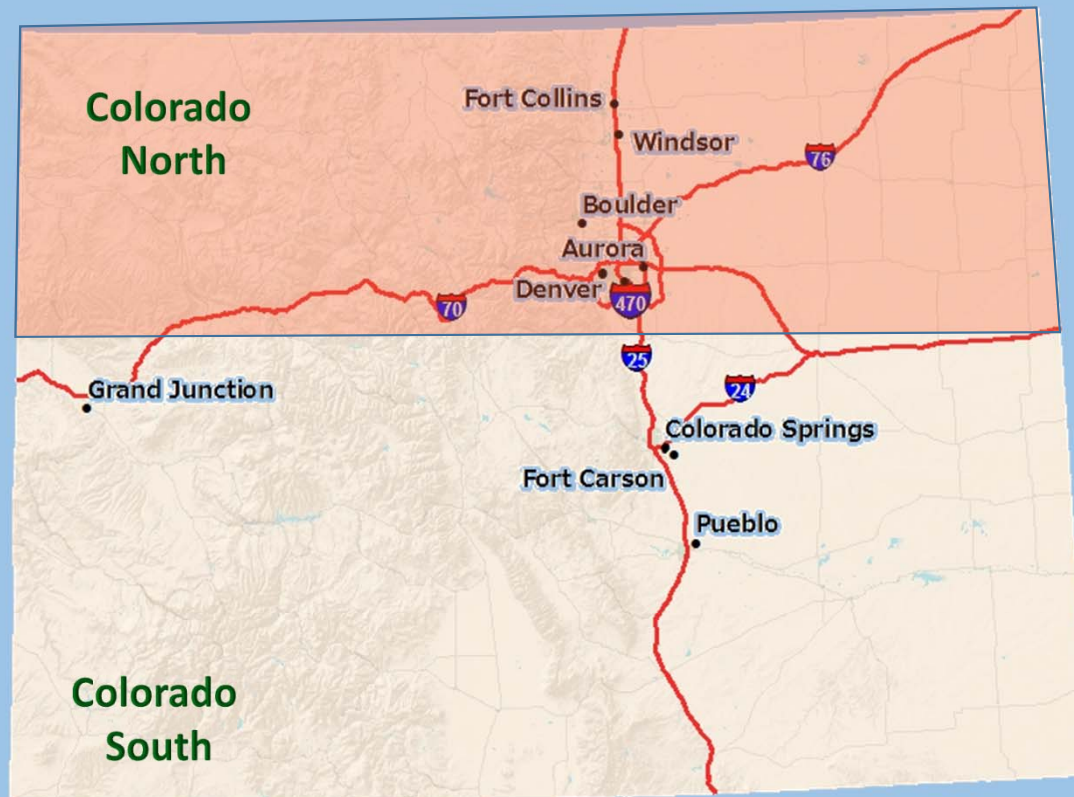 Colorado
North
Fort Collins
Windsor
76
Boulder
Aurora
Denver
470
70
25
24
Grand Junction
Colorado Springs
Fort Carson
Pueblo
Colorado
South